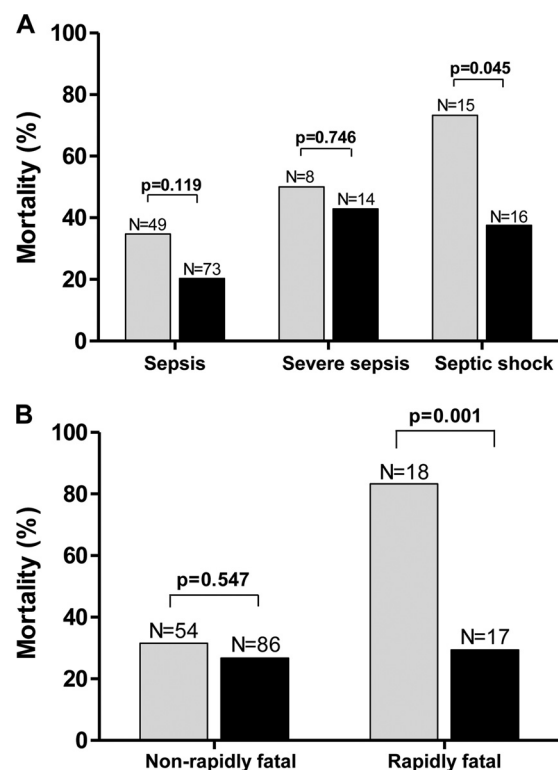 A
Mortality (%)
100
80
60
40
20
0
p=0.119
N=49
N=73
p=0.746
N=8
N=14
p=0.045
N=15
N=16
Sepsis
Severe sepsis
Septic shock
B
Mortality (%)
100
80
60
40
20
0
p=0.547
N=54
N=86
p=0.001
N=18
N=17
Non-rapidly fatal
Rapidly fatal